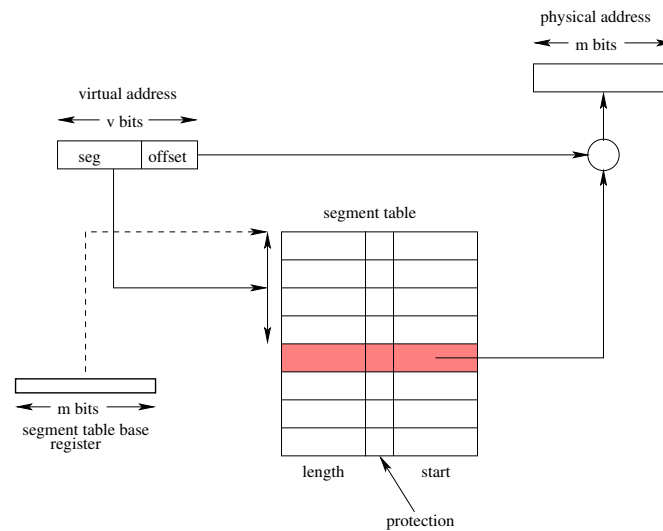 physical address
m bits
virtual address
v bits
seg
offset
segment table
m bits
segment table base
register
length
start
protection